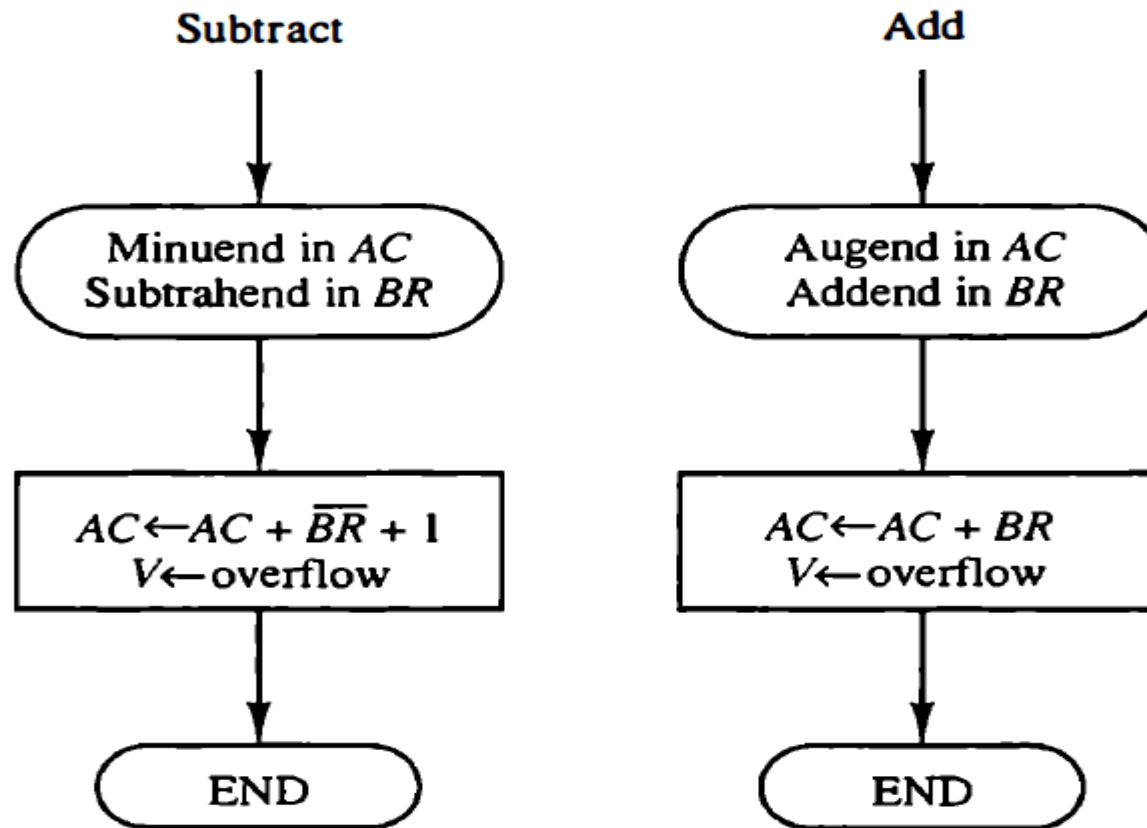 Subtract
Minuend in AC
Subtrahend in BR
AC ← AC + B̅R̅ + 1
V ← overflow
END
Add
Augend in AC
Addend in BR
AC ← AC + BR
V ← overflow
END